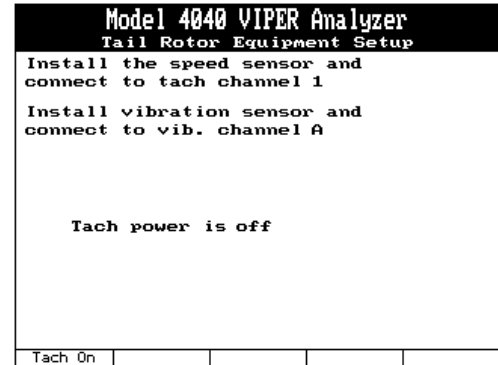 Model 4040 VIPER Analyzer
Tail Rotor Equipment Setup
Install the speed sensor and
connect to tach channel 1
Install vibration sensor and
connect to vib. channel A
Tach power is off
Tach On